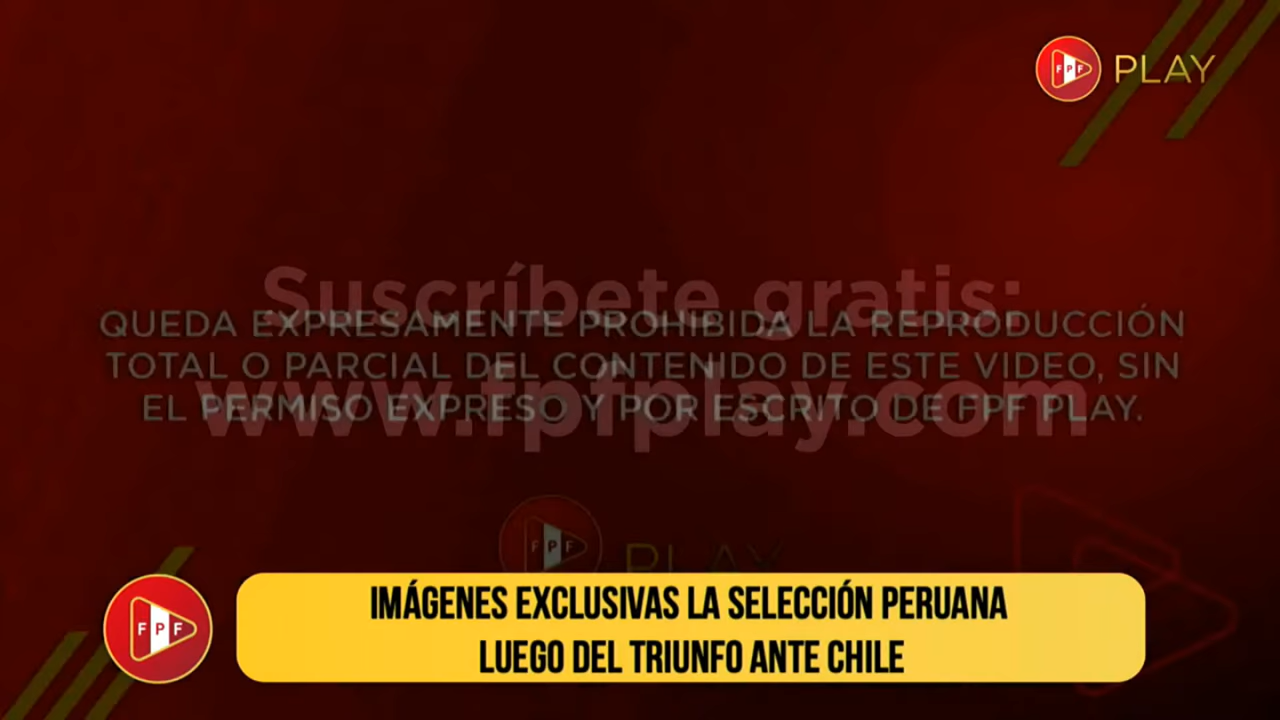 FPF PLAY
Suscríbete gratis:
QUEDA EXPRESAMENTE PROHIBIDA LA REPRODUCCIÓN
TOTAL O PARCIAL DEL CONTENIDO DE ESTE VIDEO, SIN
www.fpfplay.com
EL PERMISO EXPRESO Y POR ESCRITO DE FPF PLAY.
FPF PLAY
FPF
IMÁGENES EXCLUSIVAS LA SELECCIÓN PERUANA
LUEGO DEL TRIUNFO ANTE CHILE